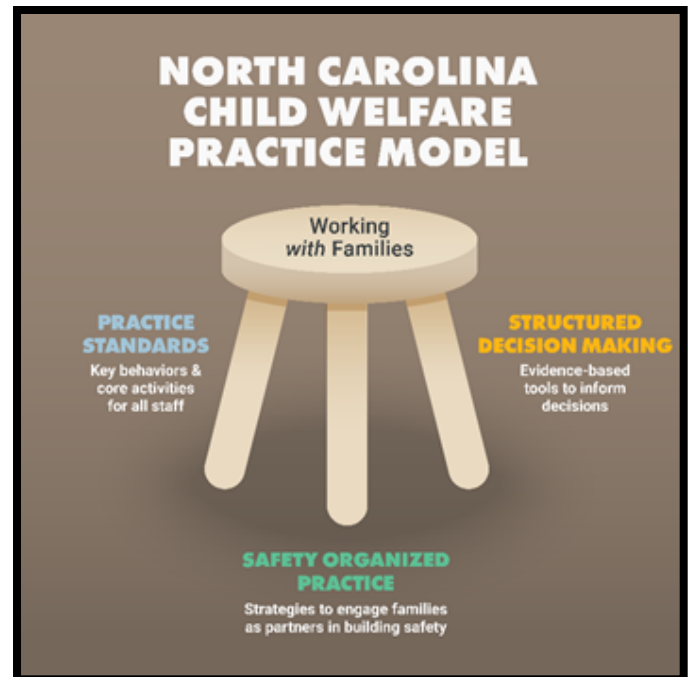 NORTH CAROLINA
CHILD WELFARE
PRACTICE MODEL
Working
with Families
PRACTICE
STANDARDS
Key behaviors &
core activities
for all staff
STRUCTURED
DECISION MAKING
Evidence-based
tools to inform
decisions
SAFETY ORGANIZED
PRACTICE
Strategies to engage families
as partners in building safety